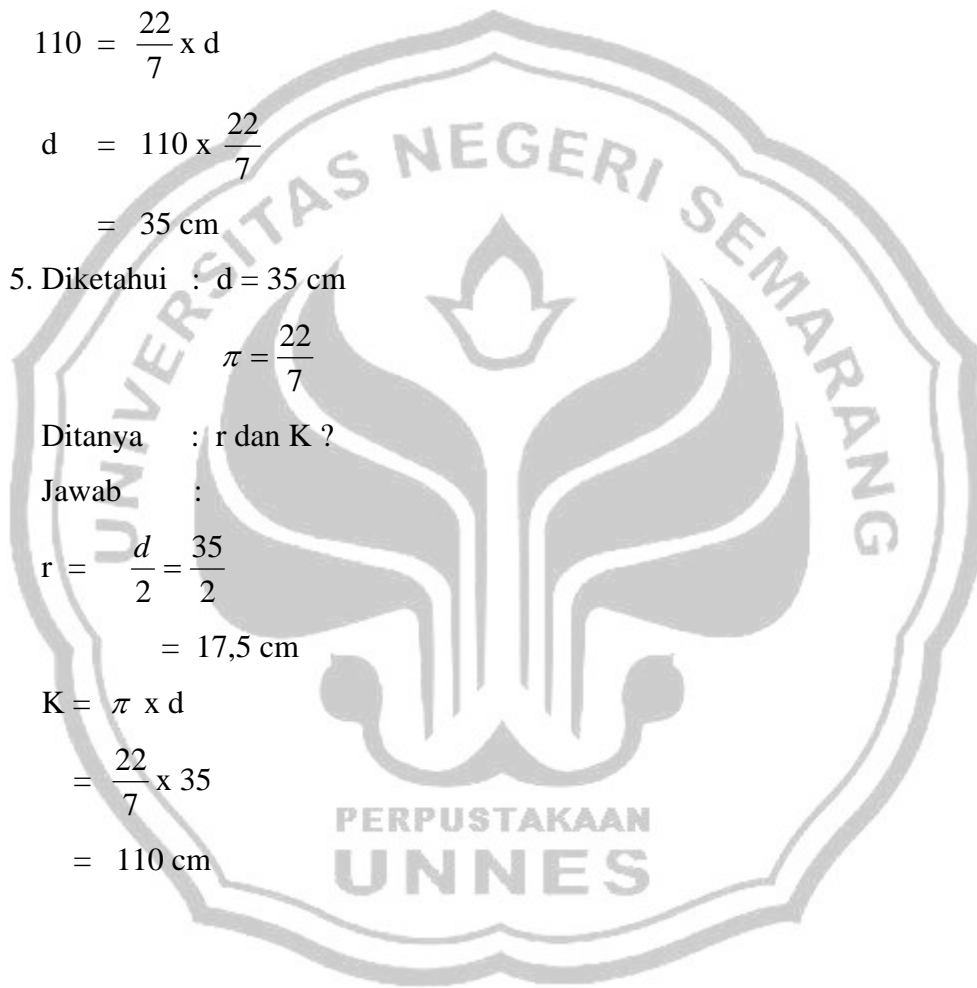 110 = 22/7 x d
d = 110 x 22/7
= 35 cm
5. Diketahui : d = 35 cm
π = 22/7
Ditanya : r dan K ?
Jawab :
r = d/2 = 35/2
= 17,5 cm
K = π x d
= 22/7 x 35
= 110 cm
UNIVERSITAS NEGERI SEMARANG
PERPUSTAKAAN
UNNES